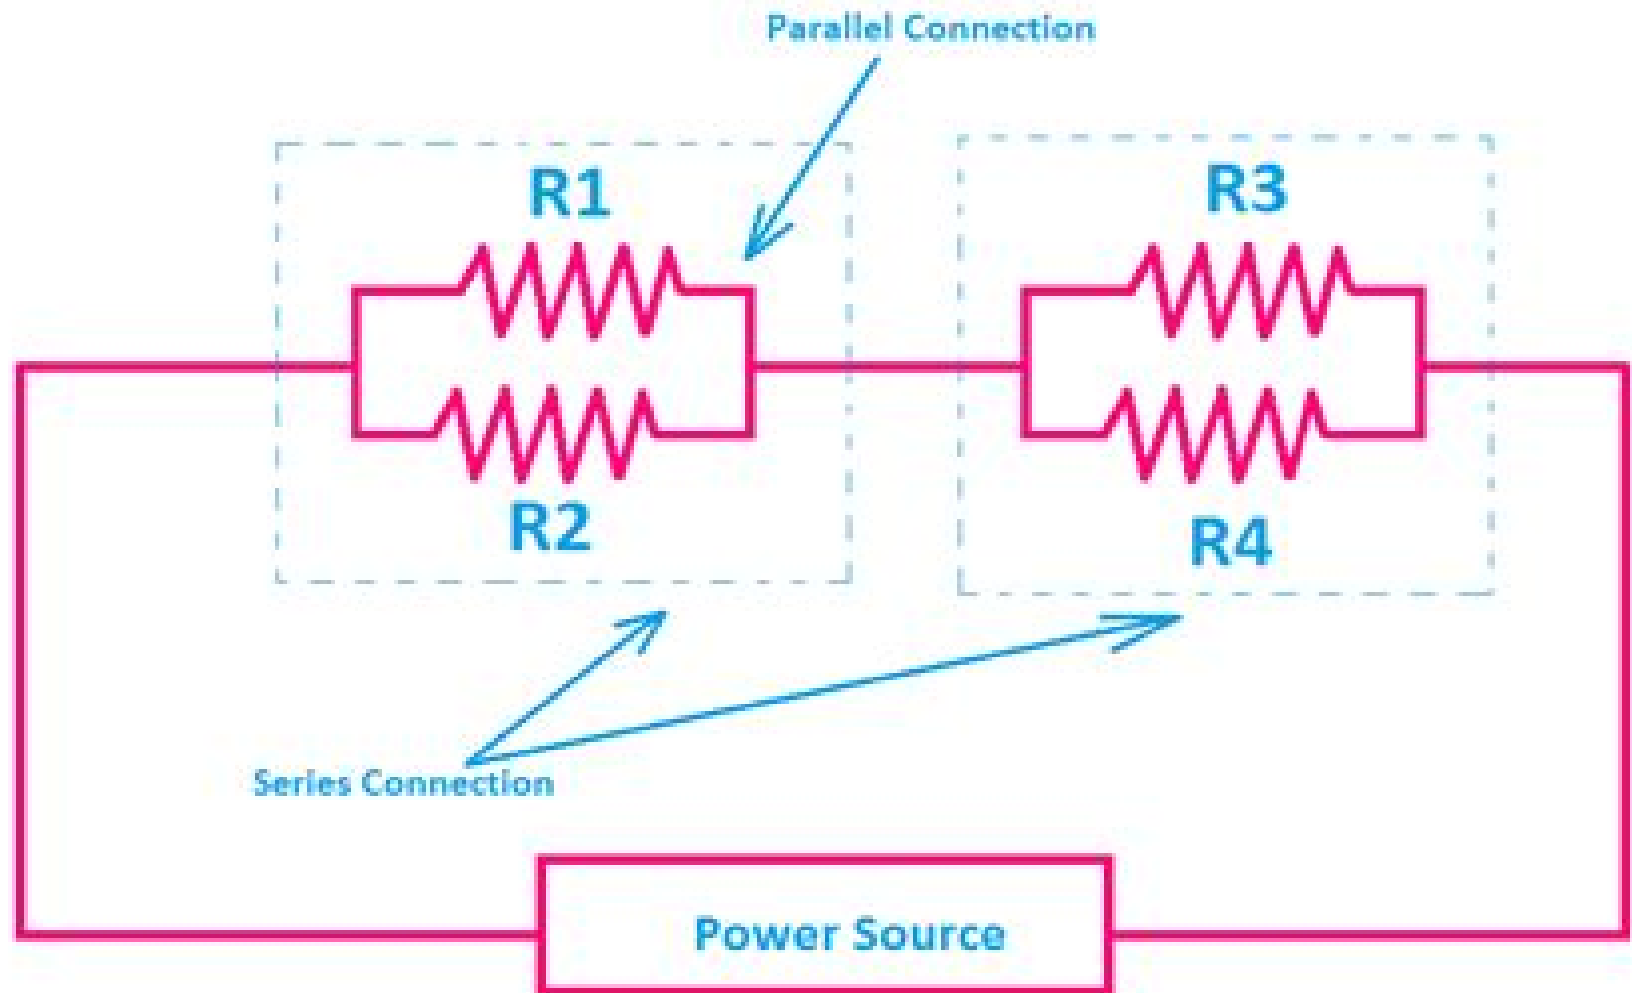 Parallel Connection
R1
R3
R2
R4
Series Connection
Power Source